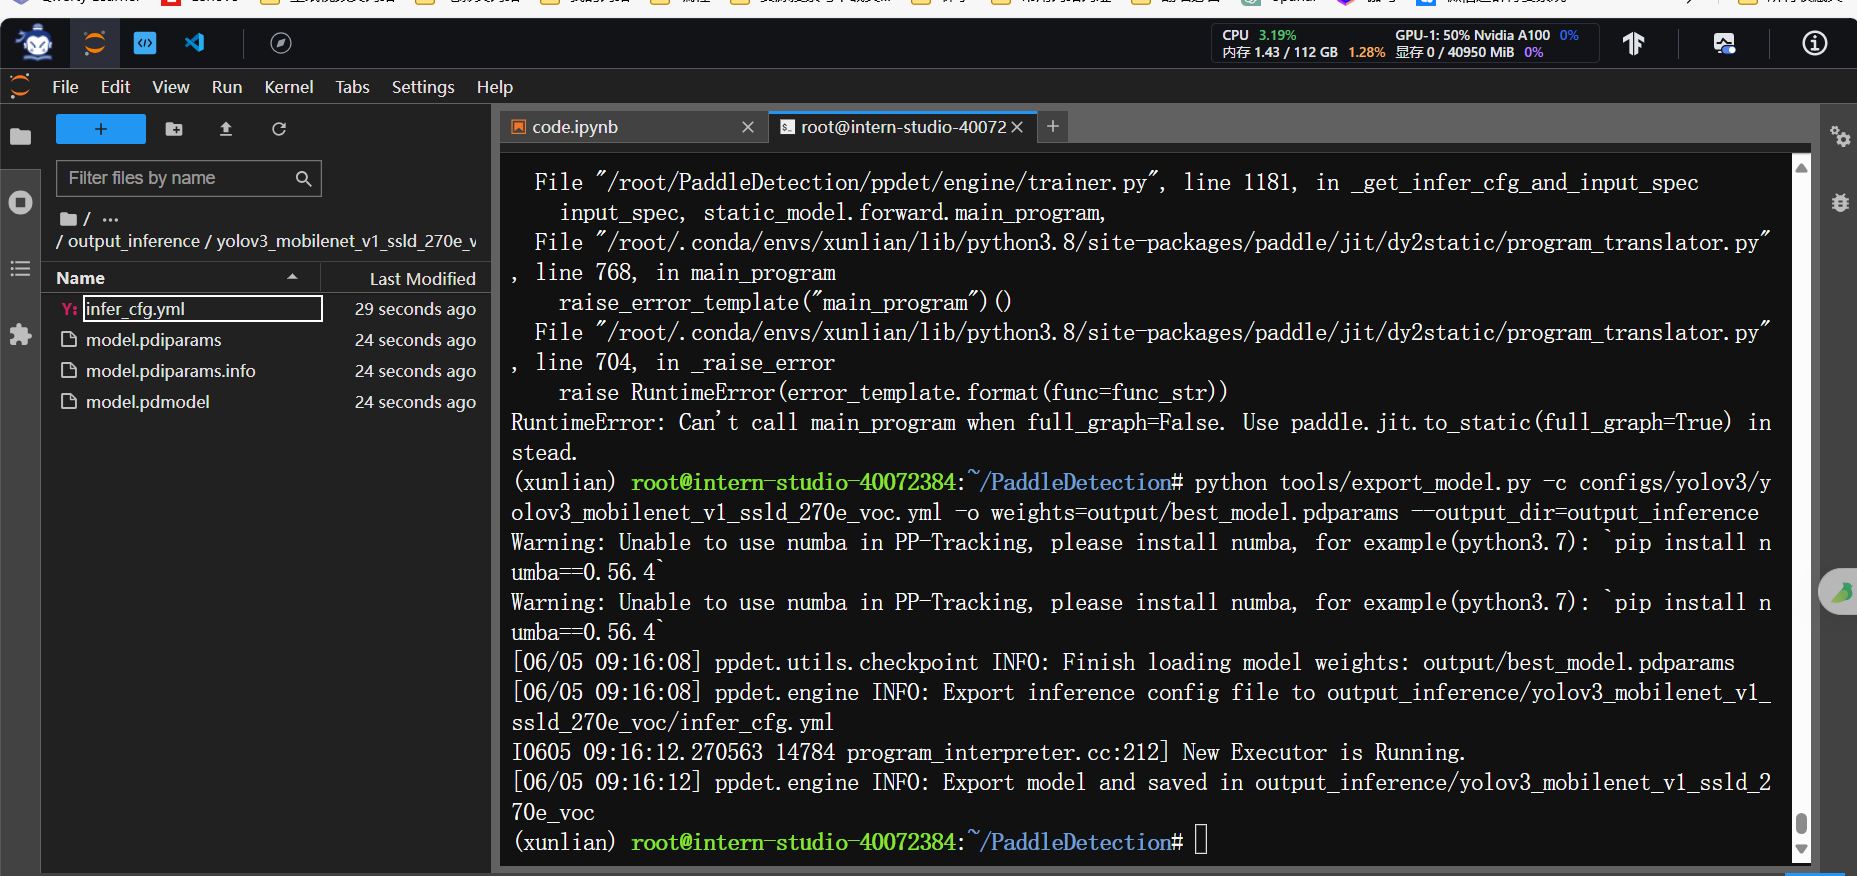 CPU 3.19%
GPU-1: 50% Nvidia A100 0%
内存 1.43 / 112 GB 1.28% 显存 0 / 40950 MiB 0%
File Edit View Run Kernel Tabs Settings Help
+
code.ipynb
root@intern-studio-40072
Filter files by name
/ ...
/ output_inference / yolov3_mobilenet_v1_ssld_270e_v
Name Last Modified
Y: infer_cfg.yml 29 seconds ago
model.pdiparams 24 seconds ago
model.pdiparams.info 24 seconds ago
model.pdmodel 24 seconds ago
File "/root/PaddleDetection/ppdet/engine/trainer.py", line 1181, in _get_infer_cfg_and_input_spec
input_spec, static_model.forward.main_program,
File "/root/.conda/envs/xunlian/lib/python3.8/site-packages/paddle/jit/dy2static/program_translator.py"
, line 768, in main_program
raise_error_template("main_program")()
File "/root/.conda/envs/xunlian/lib/python3.8/site-packages/paddle/jit/dy2static/program_translator.py"
, line 704, in _raise_error
raise RuntimeError(error_template.format(func=func_str))
RuntimeError: Can't call main_program when full_graph=False. Use paddle.jit.to_static(full_graph=True) in
stead.
(xunlian) root@intern-studio-40072384:~/PaddleDetection# python tools/export_model.py -c configs/yolov3/y
olov3_mobilenet_v1_ssld_270e_voc.yml -o weights=output/best_model.pdparams --output_dir=output_inference
Warning: Unable to use numba in PP-Tracking, please install numba, for example(python3.7): `pip install n
umba==0.56.4`
Warning: Unable to use numba in PP-Tracking, please install numba, for example(python3.7): `pip install n
umba==0.56.4`
[06/05 09:16:08] ppdet.utils.checkpoint INFO: Finish loading model weights: output/best_model.pdparams
[06/05 09:16:08] ppdet.engine INFO: Export inference config file to output_inference/yolov3_mobilenet_v1_
ssld_270e_voc/infer_cfg.yml
I0605 09:16:12.270563 14784 program_interpreter.cc:212] New Executor is Running.
[06/05 09:16:12] ppdet.engine INFO: Export model and saved in output_inference/yolov3_mobilenet_v1_ssld_2
70e_voc
(xunlian) root@intern-studio-40072384:~/PaddleDetection#